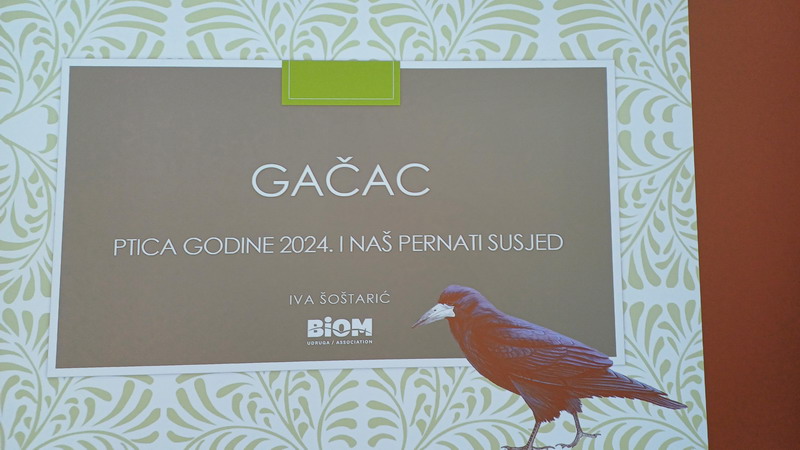 GAČAC
PTICA GODINE 2024. I NAŠ PERNATI SUSJED
IVA ŠOŠTARIĆ
BiOM
UDRUGA / ASSOCIATION